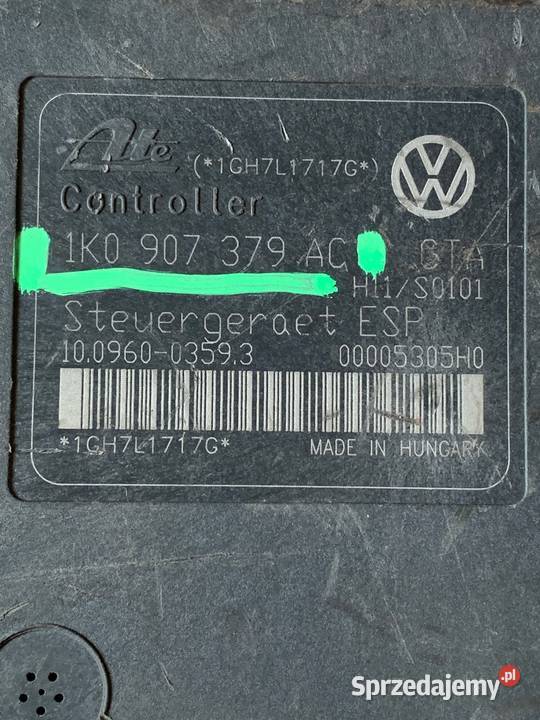 Ate (*1GH7L1717G*)
Controller
1K0 907 379 AC GTA
H11/S0101
Steuergeraet ESP
10.0960-0359.3 00005305H0
*1GH7L1717G* MADE IN HUNGARY
Sprzedajemy.pl